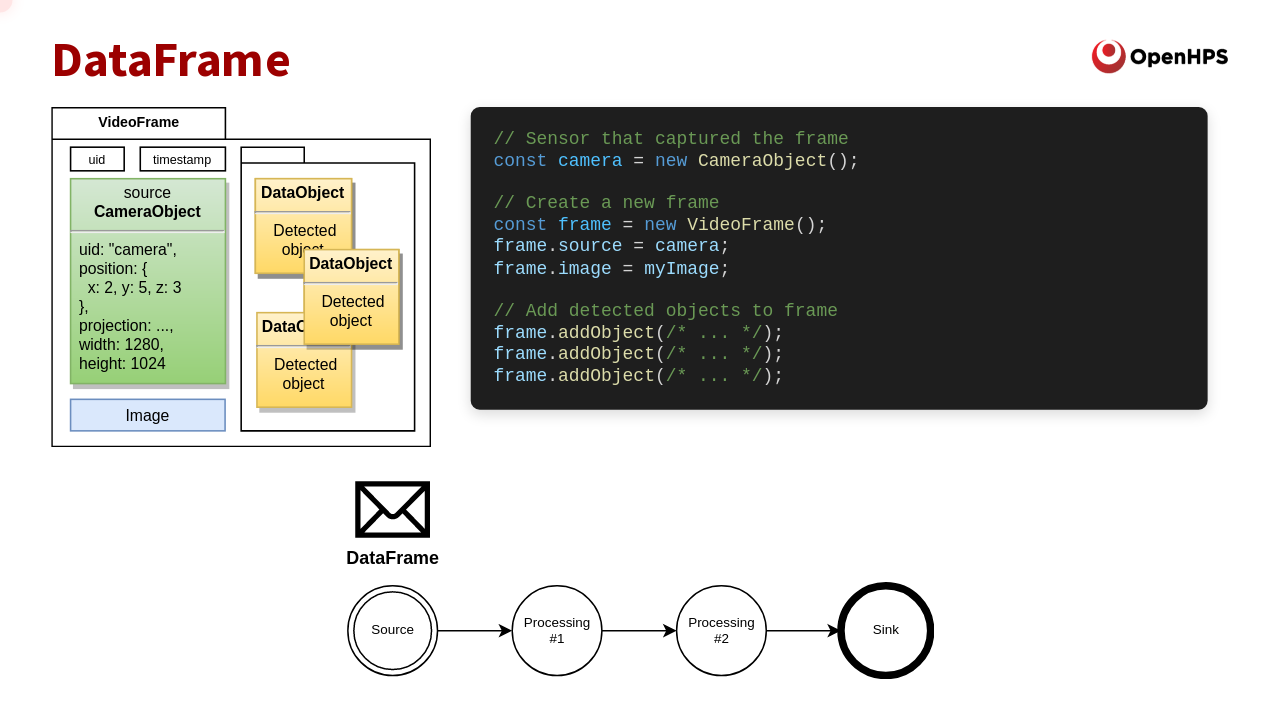 DataFrame
OpenHPS
VideoFrame
uid
timestamp
source
CameraObject
uid: "camera",
position: {
x: 2, y: 5, z: 3
},
projection: ...,
width: 1280,
height: 1024
Image
DataObject
Detected
object
DataObject
Detected
object
DataO
Detected
object
// Sensor that captured the frame
const camera = new CameraObject();
// Create a new frame
const frame = new VideoFrame();
frame.source = camera;
frame.image = myImage;
// Add detected objects to frame
frame.addObject(/* ... */);
frame.addObject(/* ... */);
frame.addObject(/* ... */);
DataFrame
Source
Processing
#1
Processing
#2
Sink